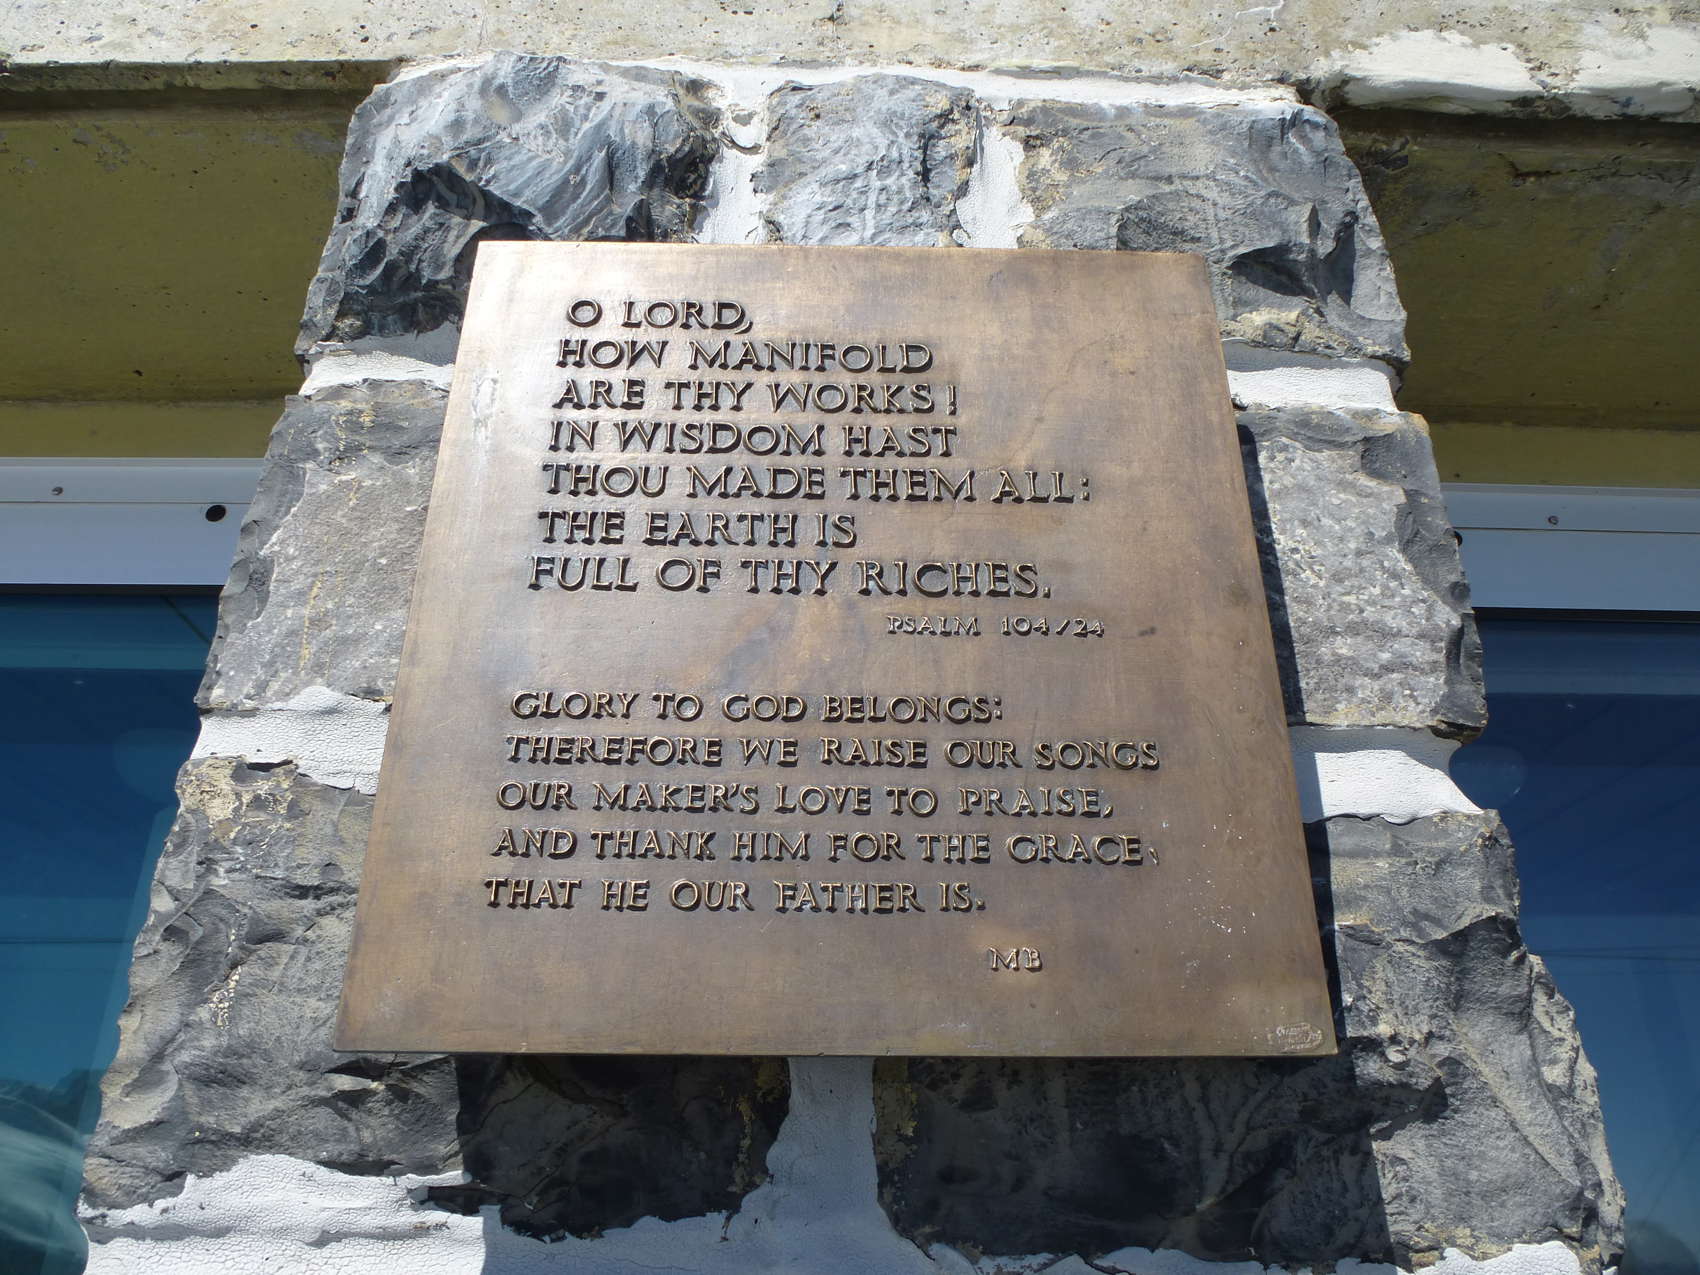 O LORD,
HOW MANIFOLD
ARE THY WORKS!
IN WISDOM HAST
THOU MADE THEM ALL:
THE EARTH IS
FULL OF THY RICHES.
PSALM 104/24
GLORY TO GOD BELONGS:
THEREFORE WE RAISE OUR SONGS
OUR MAKER'S LOVE TO PRAISE,
AND THANK HIM FOR THE GRACE,
THAT HE OUR FATHER IS.
MB